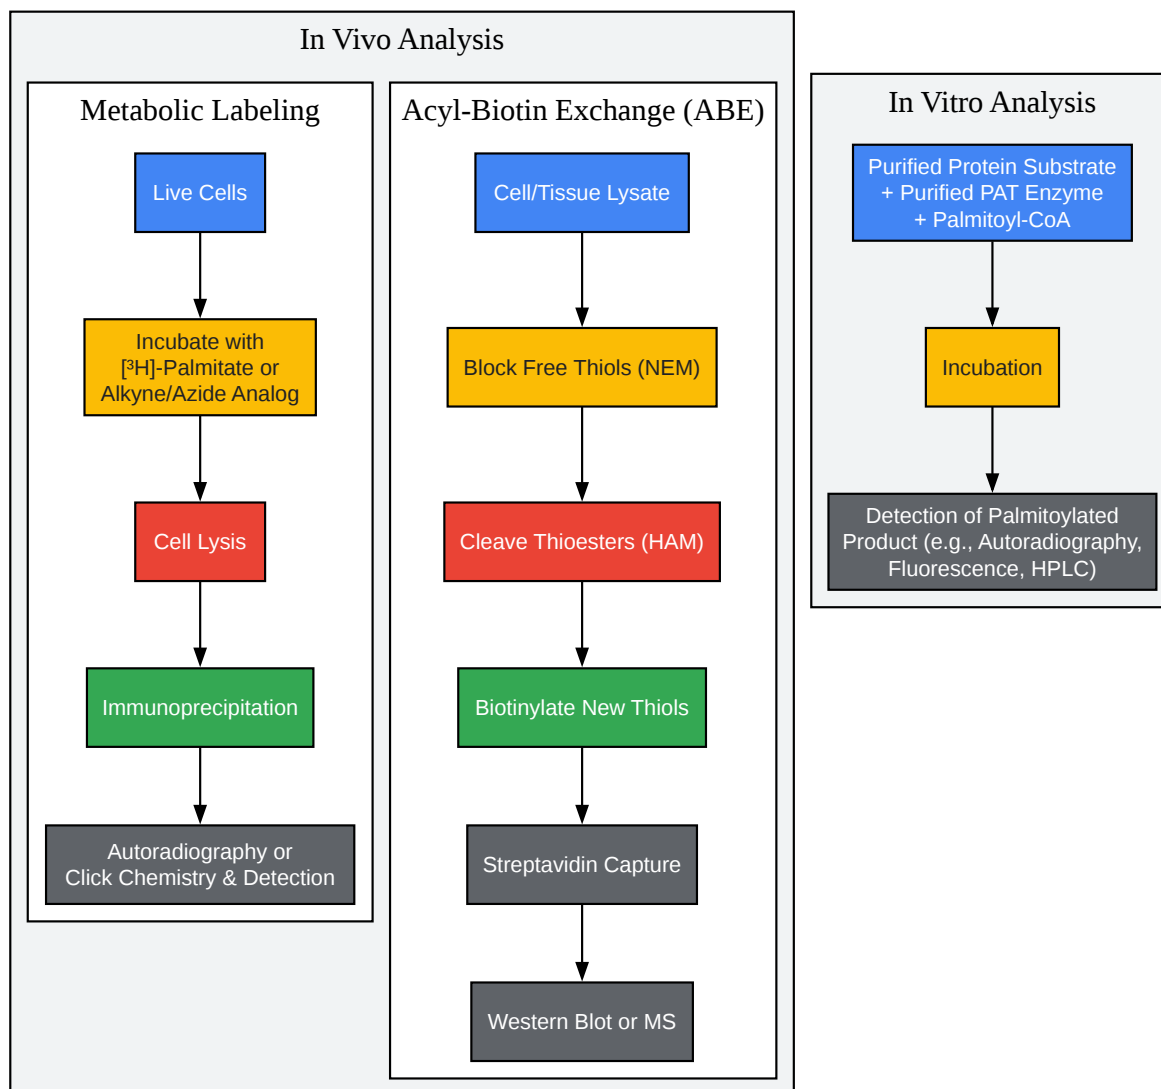 In Vivo Analysis
Metabolic Labeling
Live Cells
Incubate with
[³H]-Palmitate or
Alkyne/Azide Analog
Cell Lysis
Immunoprecipitation
Autoradiography or
Click Chemistry & Detection
Acyl-Biotin Exchange (ABE)
Cell/Tissue Lysate
Block Free Thiols (NEM)
Cleave Thioesters (HAM)
Biotinylate New Thiols
Streptavidin Capture
Western Blot or MS
In Vitro Analysis
Purified Protein Substrate
+ Purified PAT Enzyme
+ Palmitoyl-CoA
Incubation
Detection of Palmitoylated
Product (e.g., Autoradiography,
Fluorescence, HPLC)